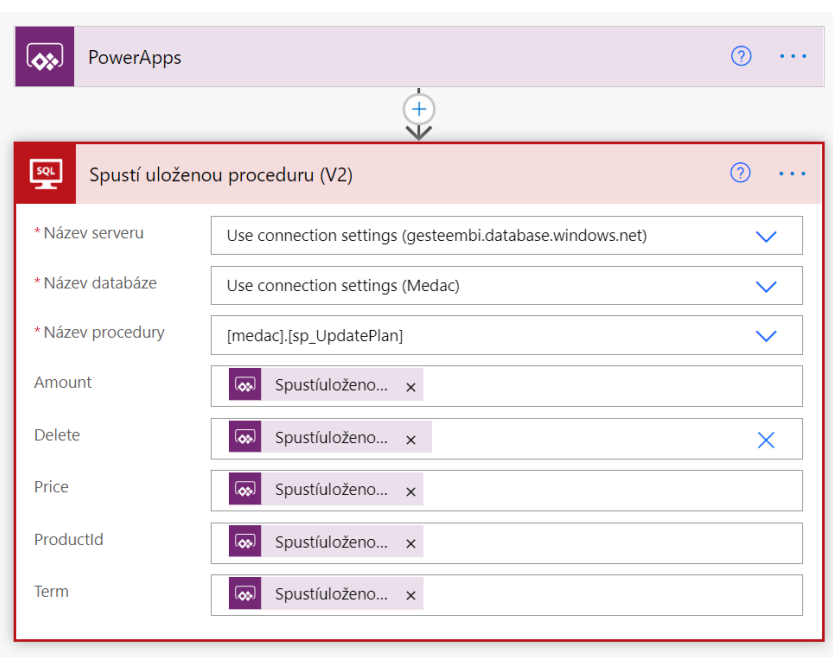 PowerApps
SQL
Spustí uloženou proceduru (V2)
* Název serveru
Use connection settings (gesteembi.database.windows.net)
* Název databáze
Use connection settings (Medac)
* Název procedury
[medac].[sp_UpdatePlan]
Amount
Spustíuloženo...
Delete
Spustíuloženo...
Price
Spustíuloženo...
ProductId
Spustíuloženo...
Term
Spustíuloženo...